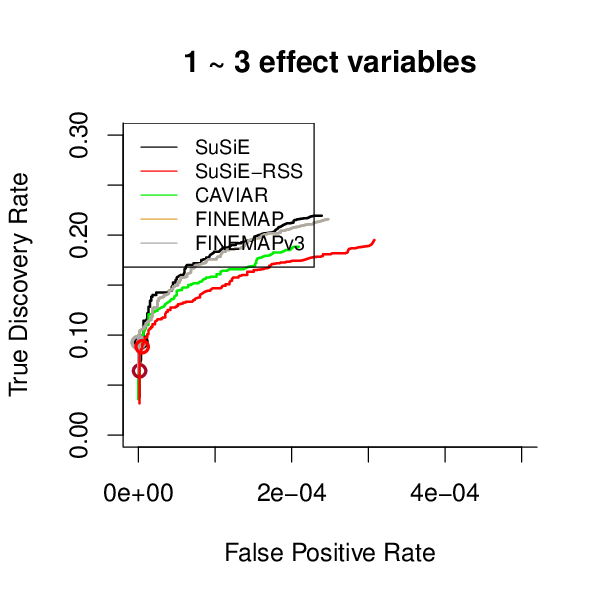 1 ~ 3 effect variables
True Discovery Rate
0.30
0.20
0.10
0.00
SuSiE
SuSiE−RSS
CAVIAR
FINEMAP
FINEMAPv3
0e+00 2e−04 4e−04
False Positive Rate